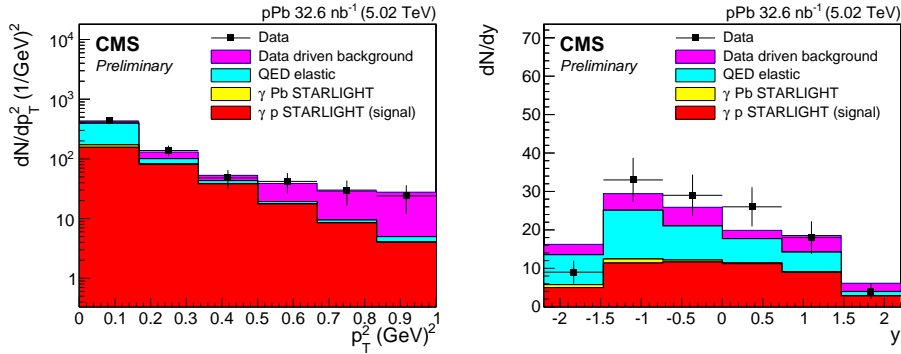 pPb 32.6 nb⁻¹ (5.02 TeV)
dN/dp_T² (1/GeV)²
CMS
Preliminary
Data
Data driven background
QED elastic
γ Pb STARLIGHT
γ p STARLIGHT (signal)
10⁴
10³
10²
10
1
0 0.1 0.2 0.3 0.4 0.5 0.6 0.7 0.8 0.9 1
p_T² (GeV)²
pPb 32.6 nb⁻¹ (5.02 TeV)
dN/dy
CMS
Preliminary
Data
Data driven background
QED elastic
γ Pb STARLIGHT
γ p STARLIGHT (signal)
70
60
50
40
30
20
10
0
-2 -1.5 -1 -0.5 0 0.5 1 1.5 2
y